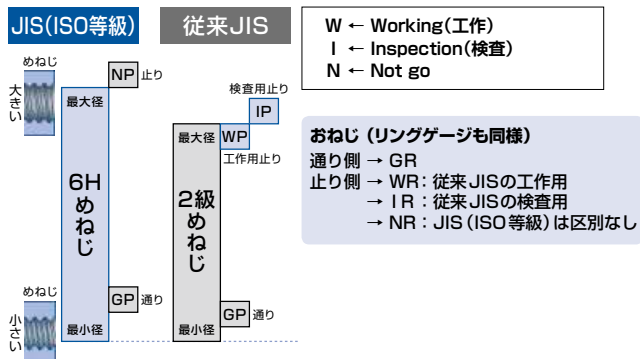 JIS(ISO等級)
従来JIS
めねじ
大きい
NP 止り
最大径
6Hめねじ
GP 通り
最小径
めねじ
小さい
検査用止り
IP
最大径
WP
工作用止り
2級めねじ
GP 通り
最小径
W ← Working(工作)
I ← Inspection(検査)
N ← Not go
おねじ(リングゲージも同様)
通り側 → GR
止り側 → WR:従来JISの工作用
→ IR:従来JISの検査用
→ NR:JIS(ISO等級)は区別なし